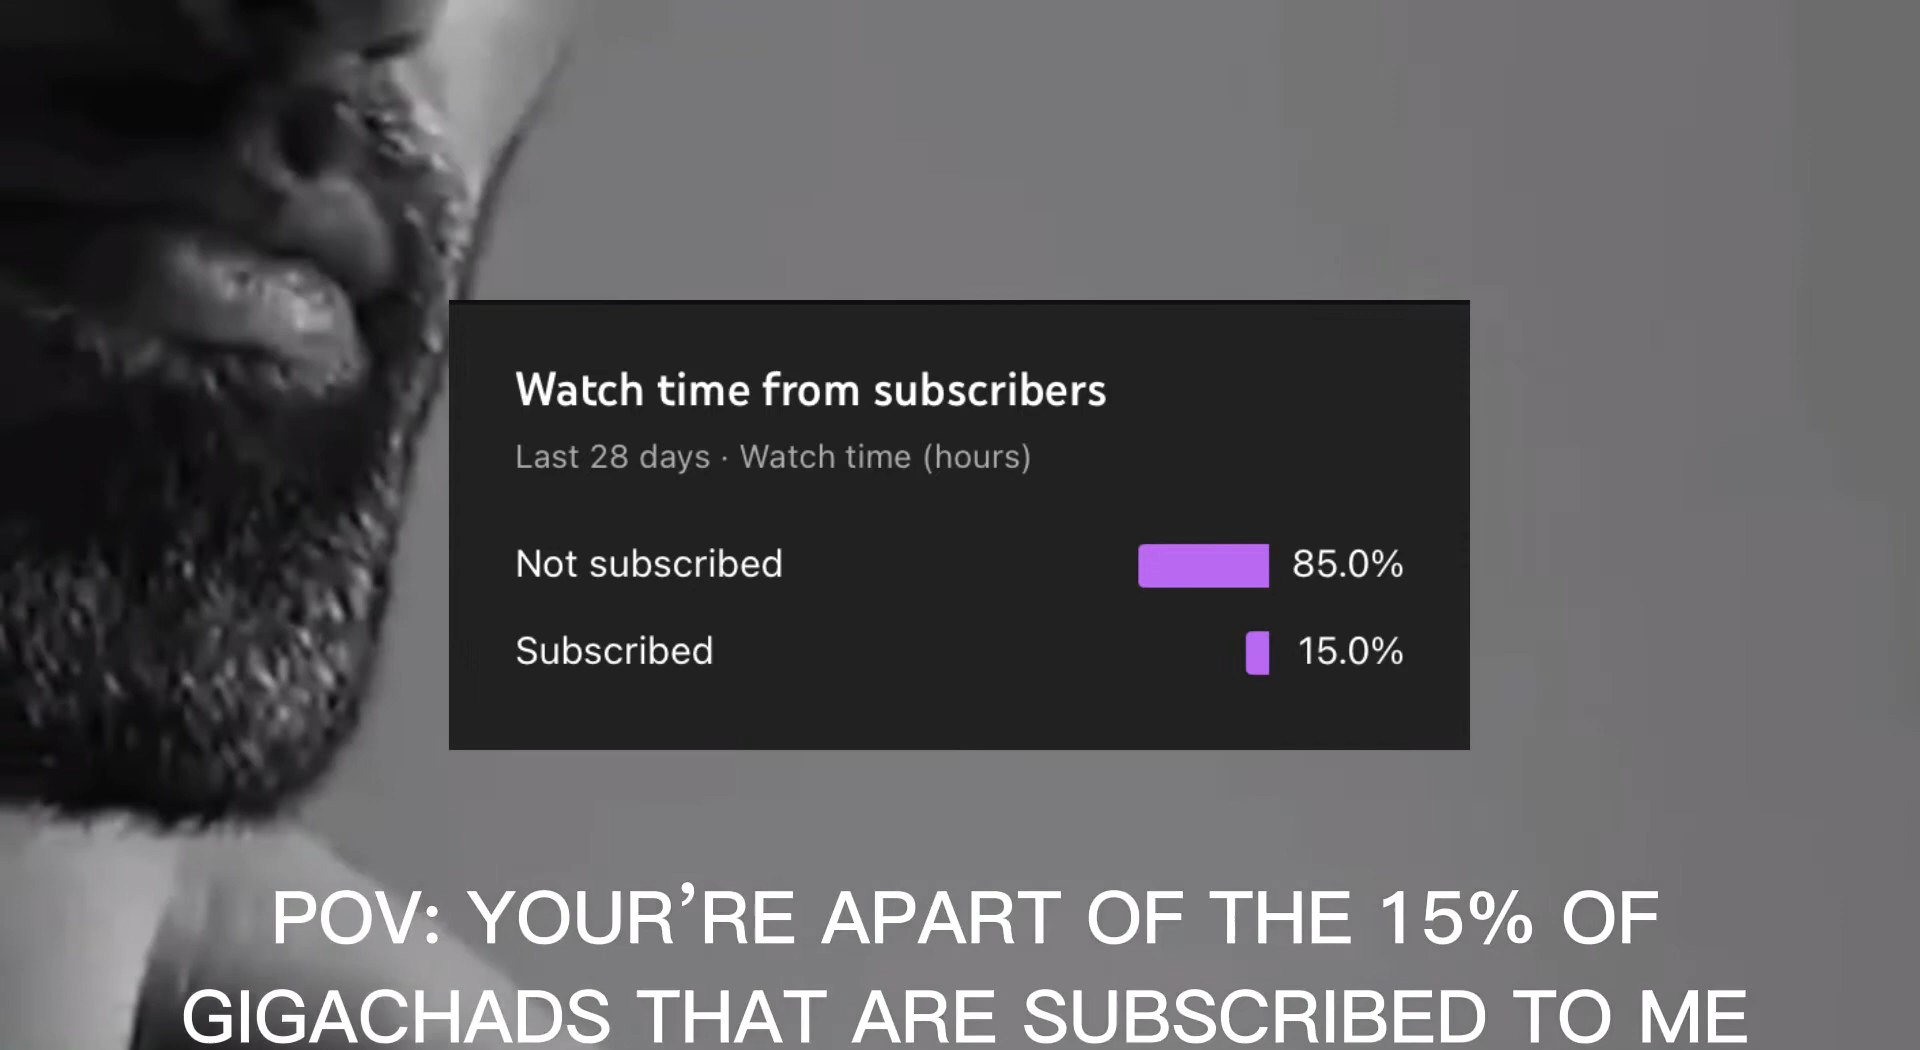 Watch time from subscribers
Last 28 days · Watch time (hours)
Not subscribed 85.0%
Subscribed 15.0%
POV: YOUR’RE APART OF THE 15% OF
GIGACHADS THAT ARE SUBSCRIBED TO ME